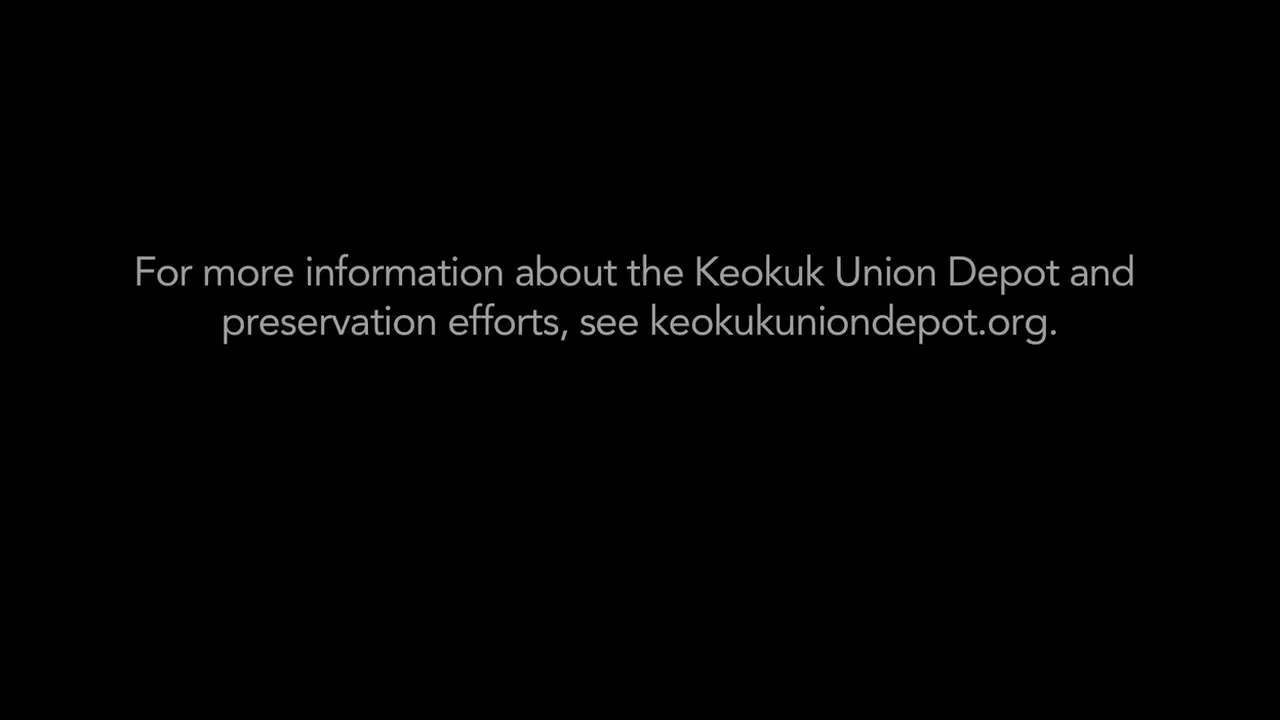 For more information about the Keokuk Union Depot and
preservation efforts, see keokukuniondepot.org.